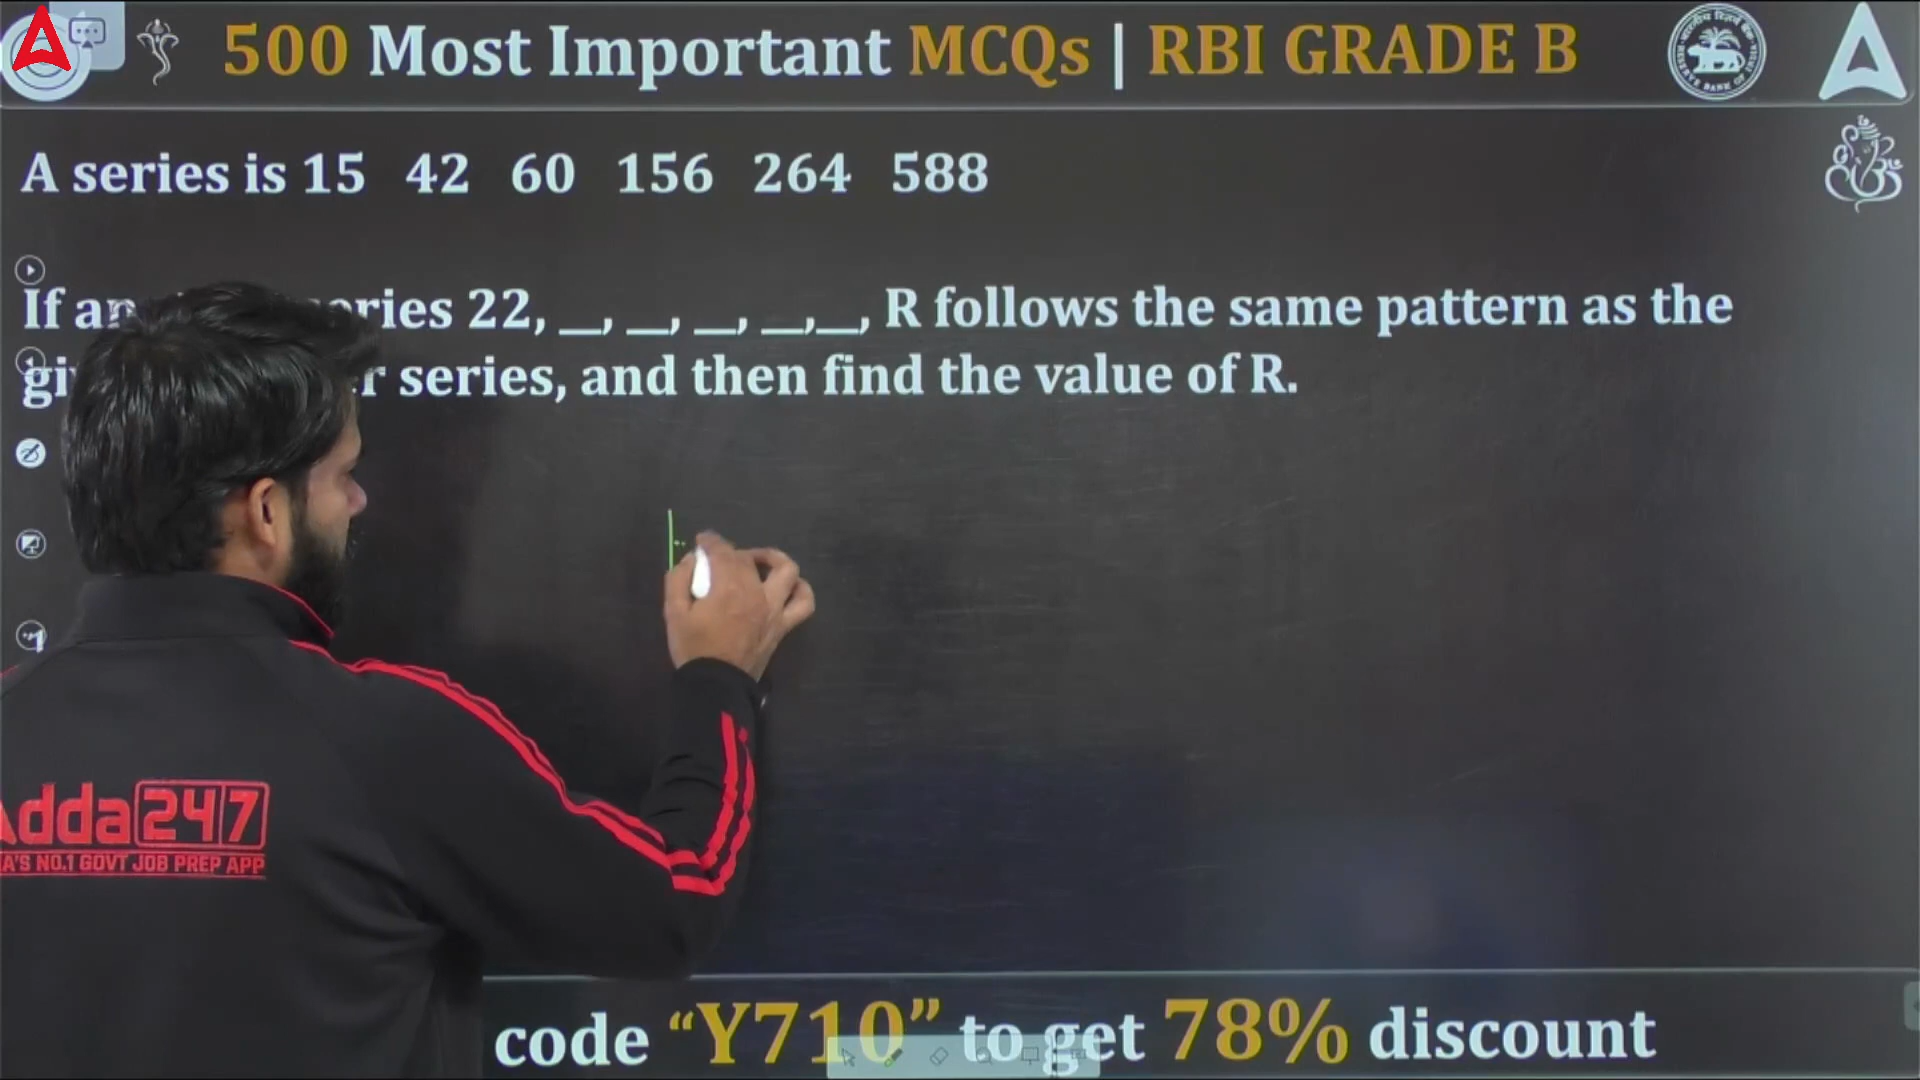 500 Most Important MCQs | RBI GRADE B
A series is 15 42 60 156 264 588
If an series 22, __, __, __, __,__, R follows the same pattern as the
series, and then find the value of R.
Adda247
NO.1 GOVT JOB PREP APP
code “Y710” to get 78% discount